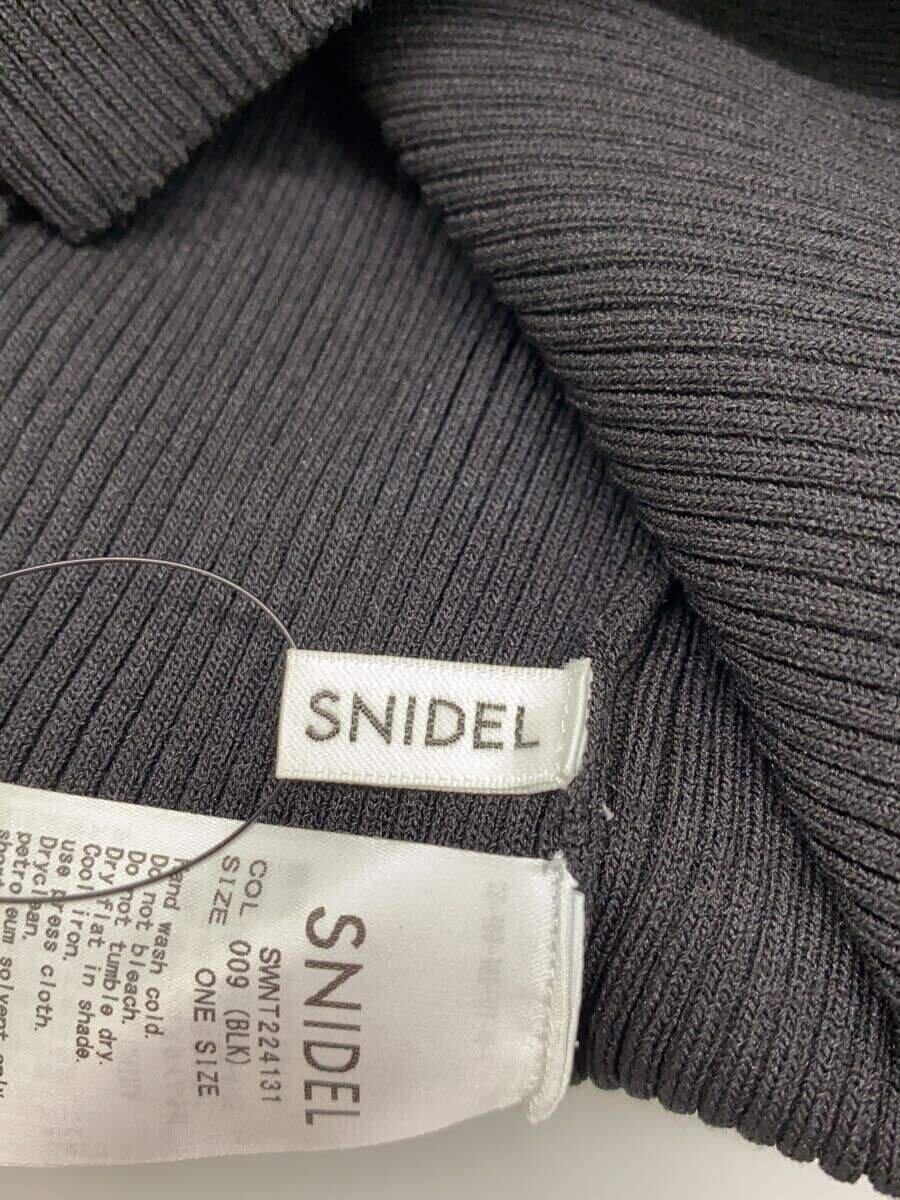 SNIDEL
SNIDEL
SWNT224131
COL 009 (BLK)
SIZE ONE SIZE
Hand wash cold.
Do not bleach.
Do not tumble dry.
Dry flat in shade.
Cool iron.
use press cloth.
Dryclean.
petroleum solvent only
short